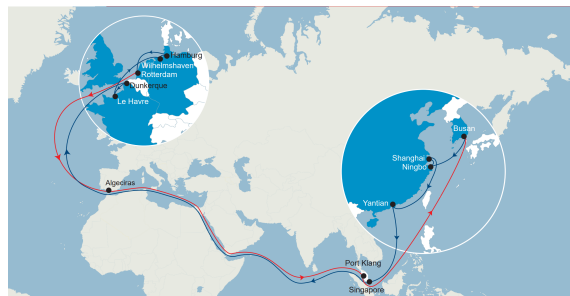 Hamburg
Wilhelmshaven
Rotterdam
Dunkerque
Le Havre
Busan
Shanghai
Ningbo
Algeciras
Yantian
Port Klang
Singapore